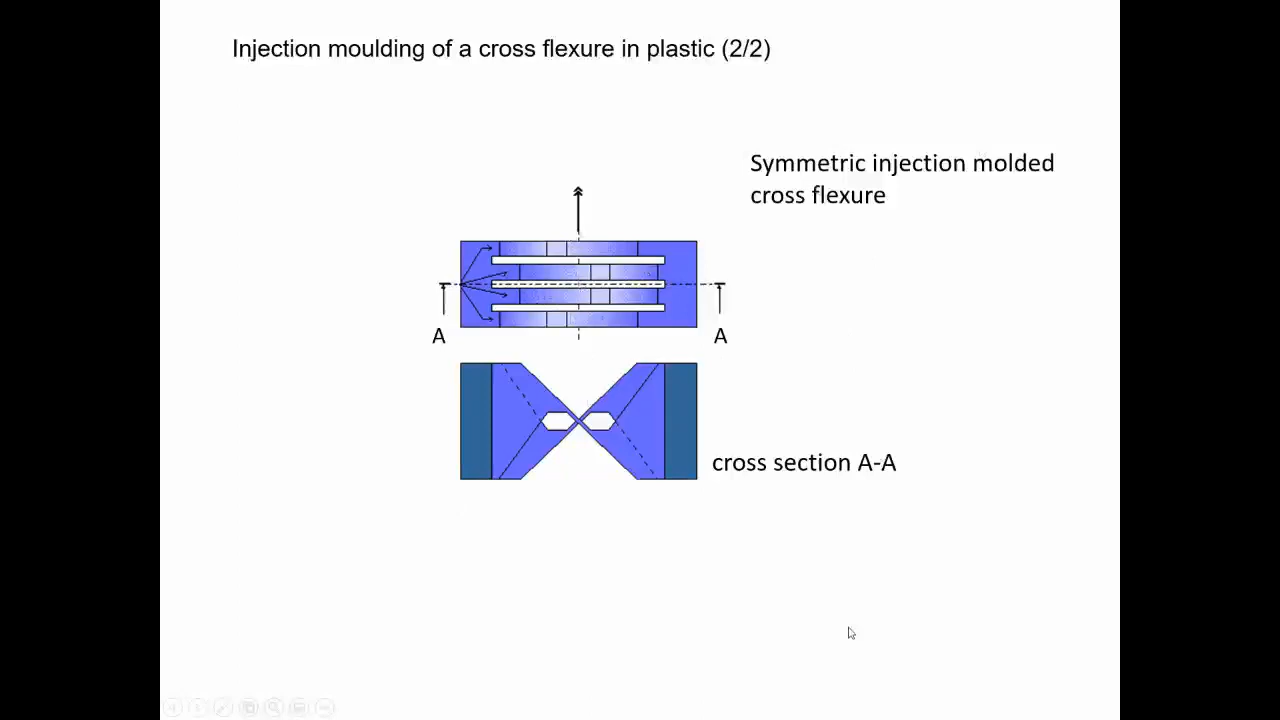 Injection moulding of a cross flexure in plastic (2/2)
Symmetric injection molded
cross flexure
A
A
cross section A-A